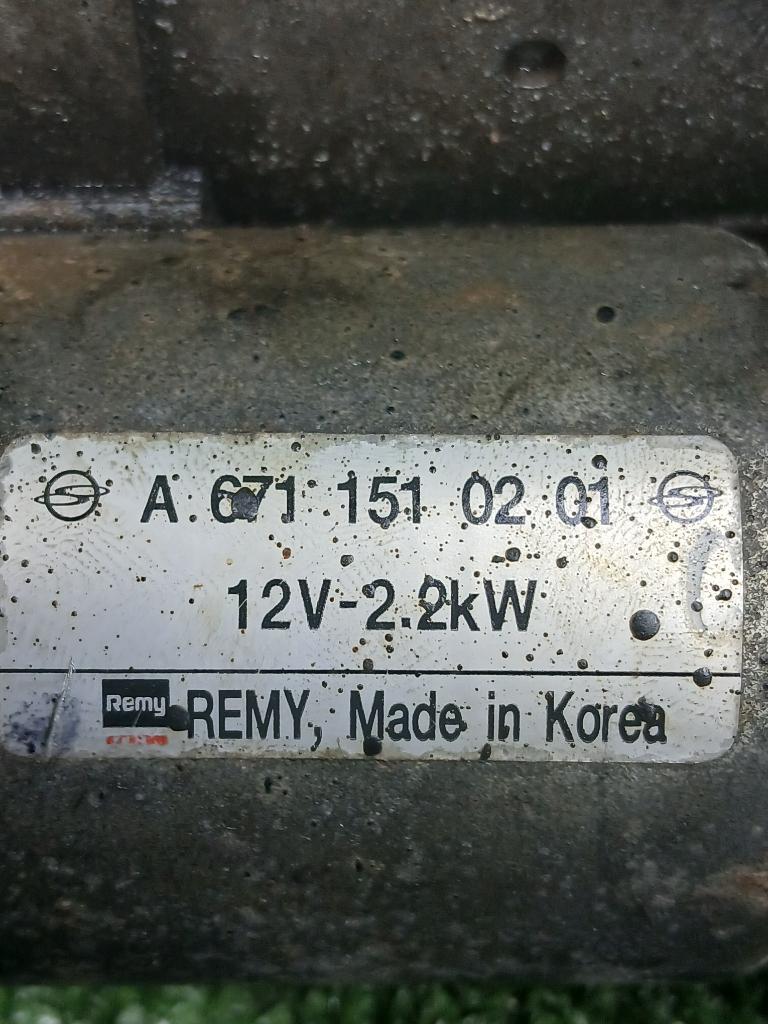 A 671 151 02 01
12V-2.2kW
Remy REMY, Made in Korea